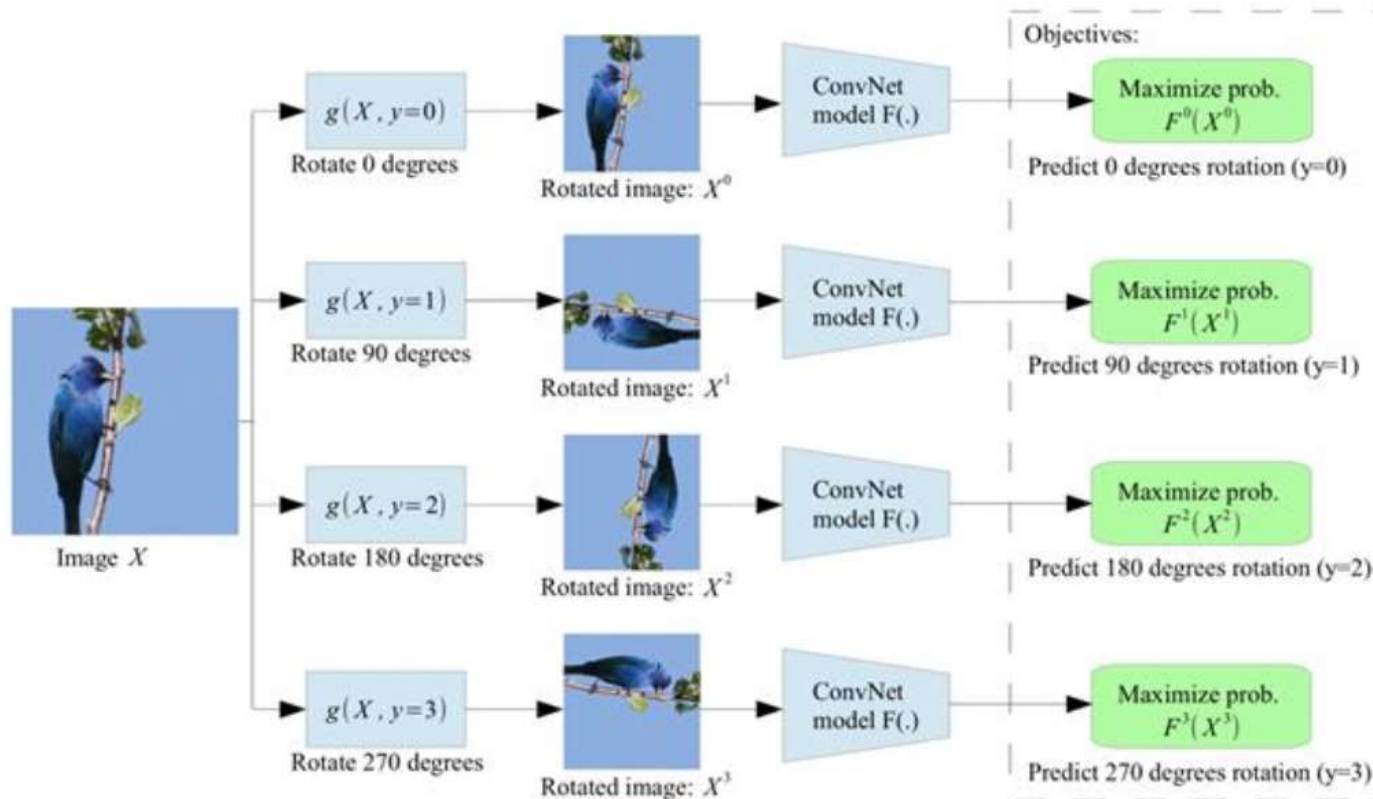 Objectives:
g(X, y=0)
Rotate 0 degrees
Rotated image: X⁰
ConvNet
model F(.)
Maximize prob.
F⁰(X⁰)
Predict 0 degrees rotation (y=0)
g(X, y=1)
Rotate 90 degrees
Rotated image: X¹
ConvNet
model F(.)
Maximize prob.
F¹(X¹)
Predict 90 degrees rotation (y=1)
Image X
g(X, y=2)
Rotate 180 degrees
Rotated image: X²
ConvNet
model F(.)
Maximize prob.
F²(X²)
Predict 180 degrees rotation (y=2)
g(X, y=3)
Rotate 270 degrees
Rotated image: X³
ConvNet
model F(.)
Maximize prob.
F³(X³)
Predict 270 degrees rotation (y=3)